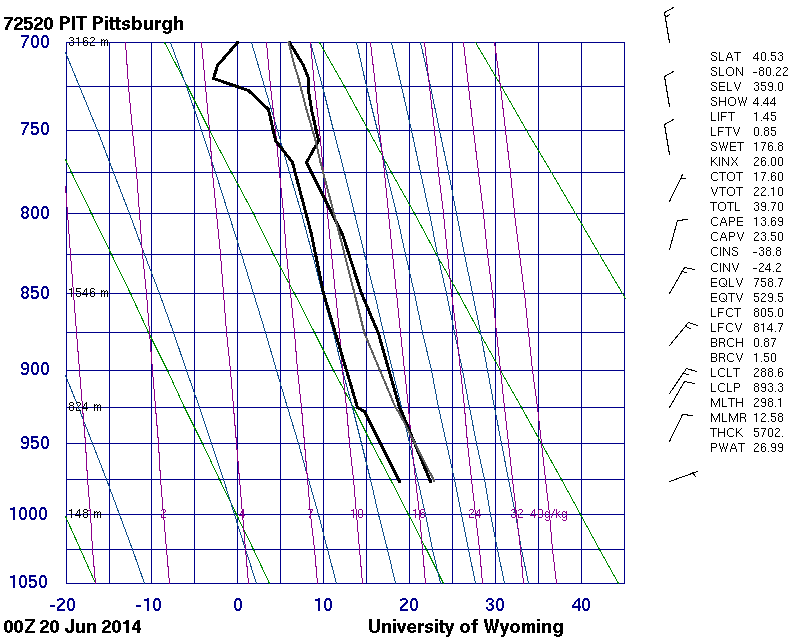 72520 PIT Pittsburgh
700
3162 m
750
800
850
1546 m
900
824 m
950
1000
148 m
2
4
7
10
16
24
32
40g/kg
1050
-20
-10
0
10
20
30
40
00Z 20 Jun 2014
University of Wyoming
SLAT 40.53
SLON -80.22
SELV 359.0
SHOW 4.44
LIFT 1.45
LFTV 0.85
SWET 176.8
KINX 26.00
CTOT 17.60
VTOT 22.10
TOTL 39.70
CAPE 13.69
CAPV 23.50
CINS -38.8
CINV -24.2
EQLV 758.7
EQTV 529.5
LFCT 805.0
LFCV 814.7
BRCH 0.87
BRCV 1.50
LCLT 288.6
LCLP 893.3
MLTH 298.1
MLMR 12.58
THCK 5702.
PWAT 26.99